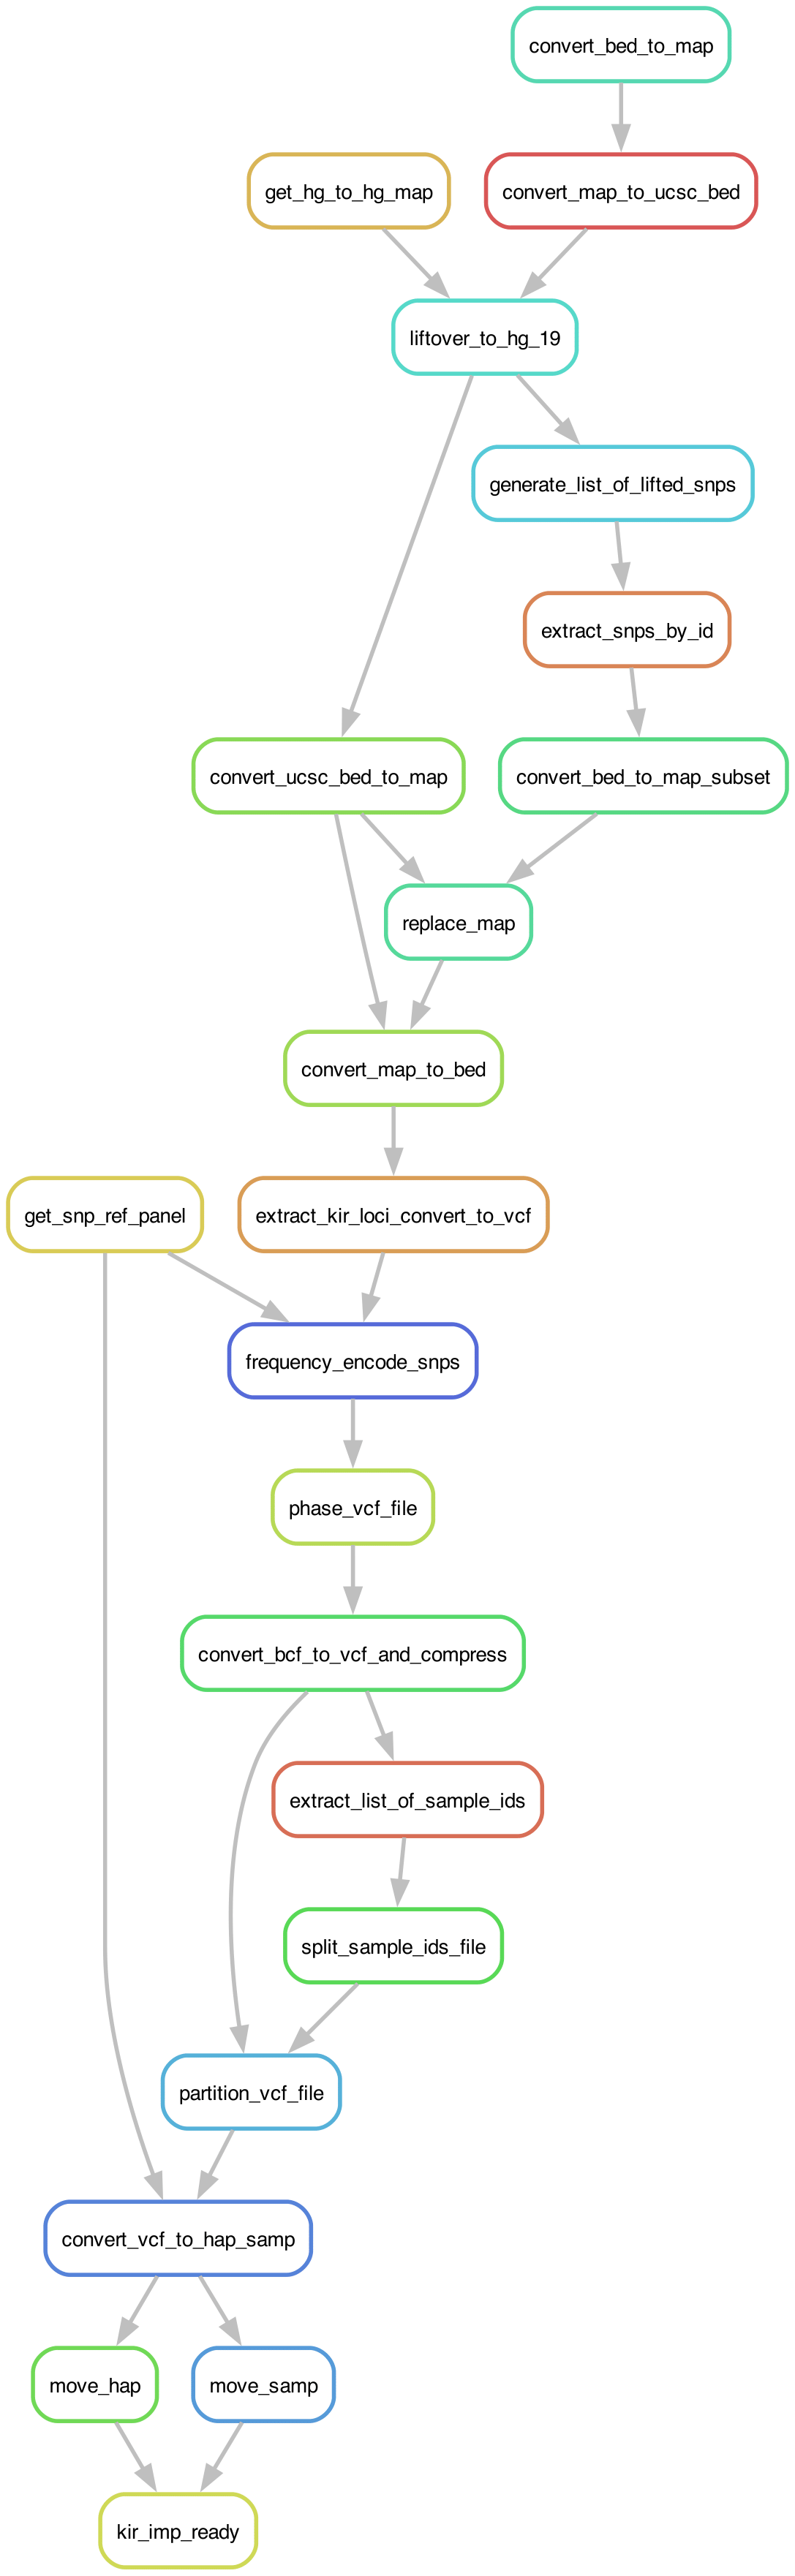 convert_bed_to_map
get_hg_to_hg_map
convert_map_to_ucsc_bed
liftover_to_hg_19
generate_list_of_lifted_snps
extract_snps_by_id
convert_ucsc_bed_to_map
convert_bed_to_map_subset
replace_map
convert_map_to_bed
get_snp_ref_panel
extract_kir_loci_convert_to_vcf
frequency_encode_snps
phase_vcf_file
convert_bcf_to_vcf_and_compress
extract_list_of_sample_ids
split_sample_ids_file
partition_vcf_file
convert_vcf_to_hap_samp
move_hap
move_samp
kir_imp_ready